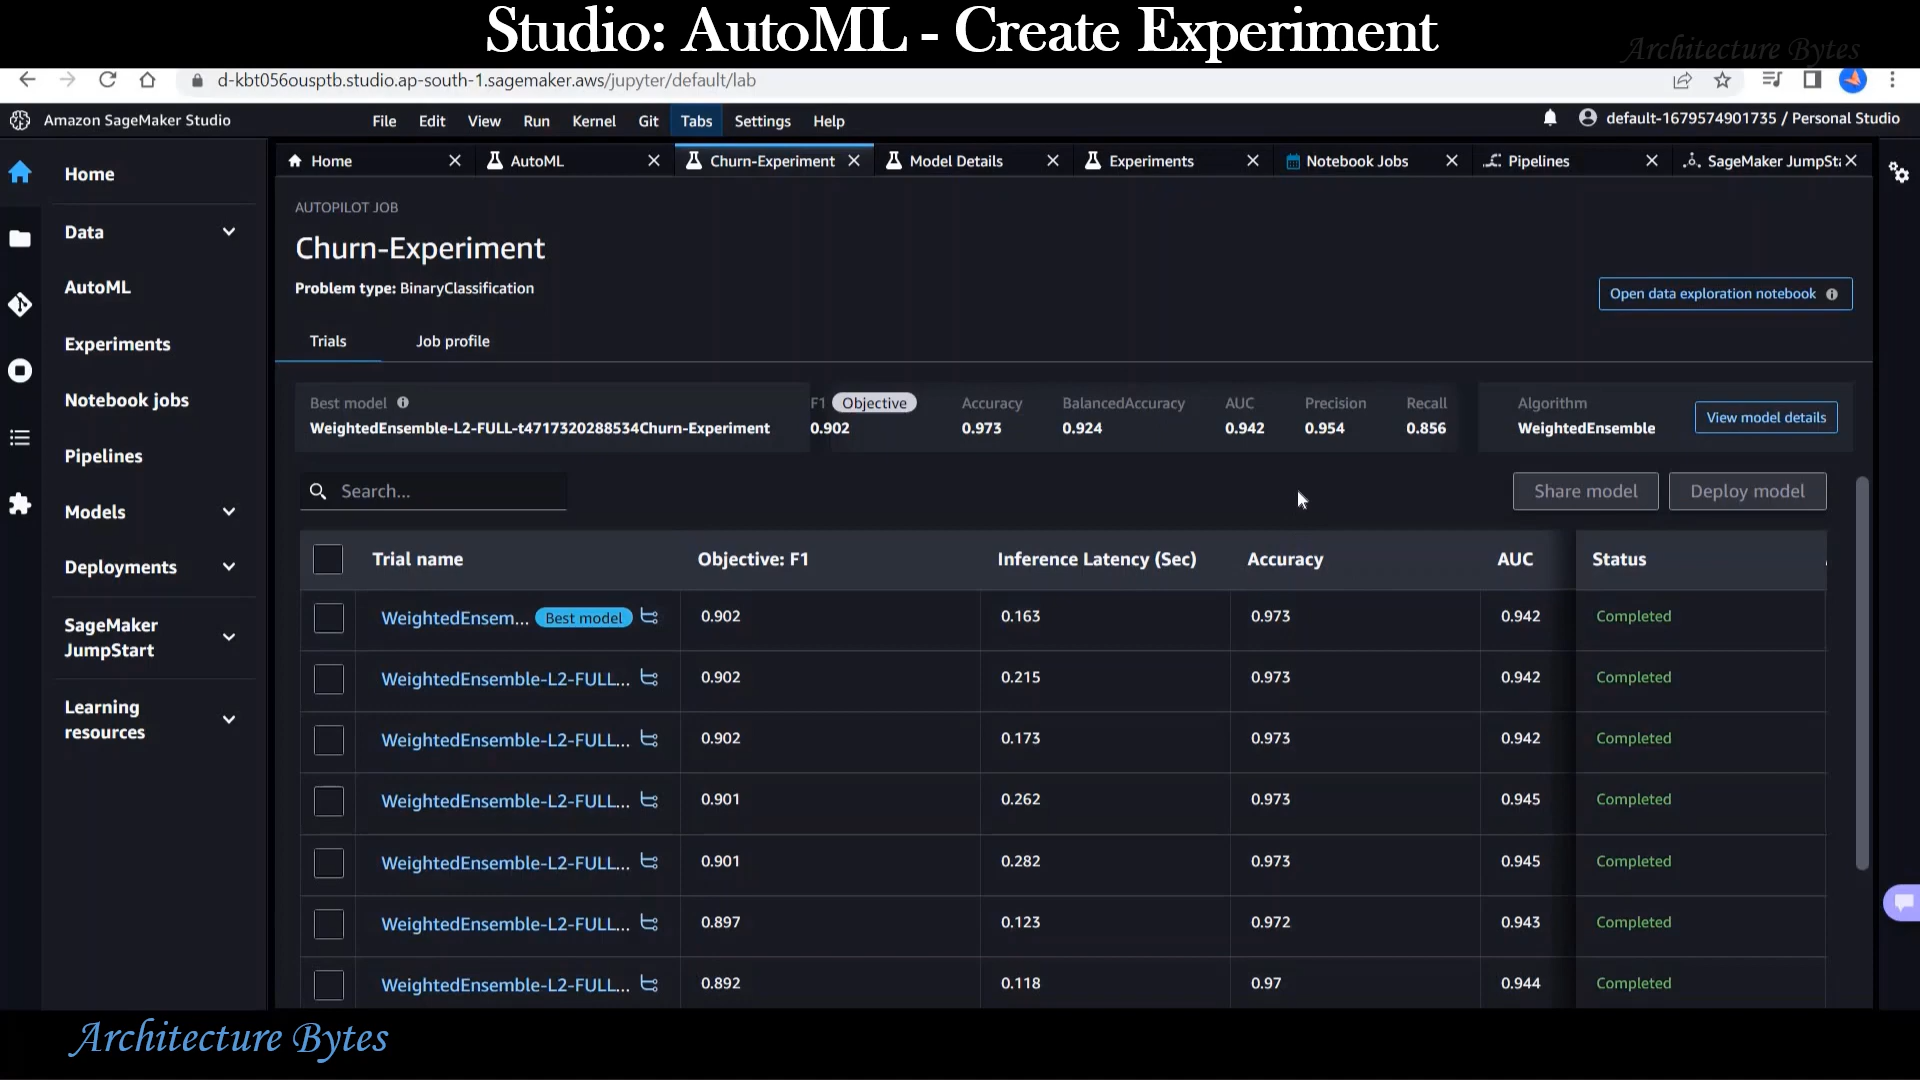 Studio: AutoML - Create Experiment
Architecture Bytes
d-kbt056ousptb.studio.ap-south-1.sagemaker.aws/jupyter/default/lab
Amazon SageMaker Studio File Edit View Run Kernel Git Tabs Settings Help default-1679574901735 / Personal Studio
Home AutoML Churn-Experiment Model Details Experiments Notebook Jobs Pipelines SageMaker JumpSt
Home
Data
AutoML
Experiments
Notebook jobs
Pipelines
Models
Deployments
SageMaker
JumpStart
Learning
resources
AUTOPILOT JOB
Churn-Experiment
Problem type: BinaryClassification
Open data exploration notebook
Trials Job profile
Best model F1 Objective Accuracy BalancedAccuracy AUC Precision Recall Algorithm
WeightedEnsemble-L2-FULL-t4717320288534Churn-Experiment 0.902 0.973 0.924 0.942 0.954 0.856 WeightedEnsemble
View model details
Search... Share model Deploy model
Trial name Objective: F1 Inference Latency (Sec) Accuracy AUC Status
WeightedEnsem... Best model 0.902 0.163 0.973 0.942 Completed
WeightedEnsemble-L2-FULL... 0.902 0.215 0.973 0.942 Completed
WeightedEnsemble-L2-FULL... 0.902 0.173 0.973 0.942 Completed
WeightedEnsemble-L2-FULL... 0.901 0.262 0.973 0.945 Completed
WeightedEnsemble-L2-FULL... 0.901 0.282 0.973 0.945 Completed
WeightedEnsemble-L2-FULL... 0.897 0.123 0.972 0.943 Completed
WeightedEnsemble-L2-FULL... 0.892 0.118 0.97 0.944 Completed
Architecture Bytes